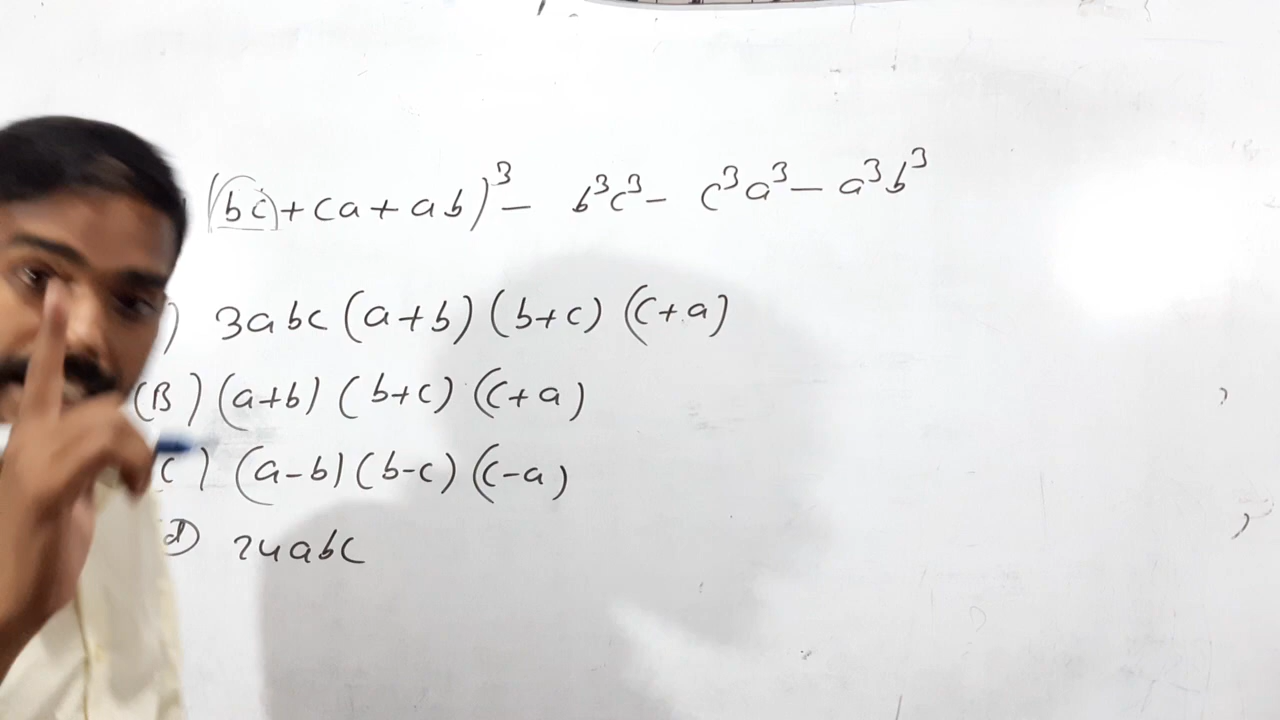 (bc+ca+ab)³- b³c³- c³a³- a³b³
) 3abc(a+b)(b+c)(c+a)
(B) (a+b)(b+c)(c+a)
c) (a-b)(b-c)(c-a)
d) 24abc